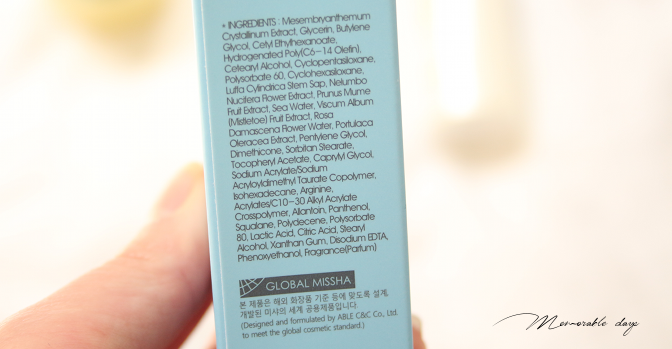 * INGREDIENTS : Mesembryanthemum
Crystallinum Extract, Glycerin, Butylene
Glycol, Cetyl Ethylhexanoate,
Hydrogenated Poly(C6-14 Olefin),
Cetearyl Alcohol, Cyclopentasiloxane,
Polysorbate 60, Cyclohexasiloxane,
Luffa Cylindrica Stem Sap, Nelumbo
Nucifera Flower Extract, Prunus Mume
Fruit Extract, Sea Water, Viscum Album
(Mistletoe) Fruit Extract, Rosa
Damascena Flower Water, Portulaca
Oleracea Extract, Pentylene Glycol,
Dimethicone, Sorbitan Stearate,
Tocopheryl Acetate, Caprylyl Glycol,
Sodium Acrylate/Sodium
Acryloyldimethyl Taurate Copolymer,
Isohexadecane, Arginine,
Acrylates/C10-30 Alkyl Acrylate
Crosspolymer, Allantoin, Panthenol,
Squalane, Polydecene, Polysorbate
80, Lactic Acid, Citric Acid, Stearyl
Alcohol, Xanthan Gum, Disodium EDTA,
Phenoxyethanol, Fragrance(Parfum)
GLOBAL MISSHA
본 제품은 해외 화장품 기준 등에 맞도록 설계,
개발된 미샤의 세계 공용제품입니다.
(Designed and formulated by ABLE C&C Co., Ltd.
to meet the global cosmetic standard.)
Memorable days